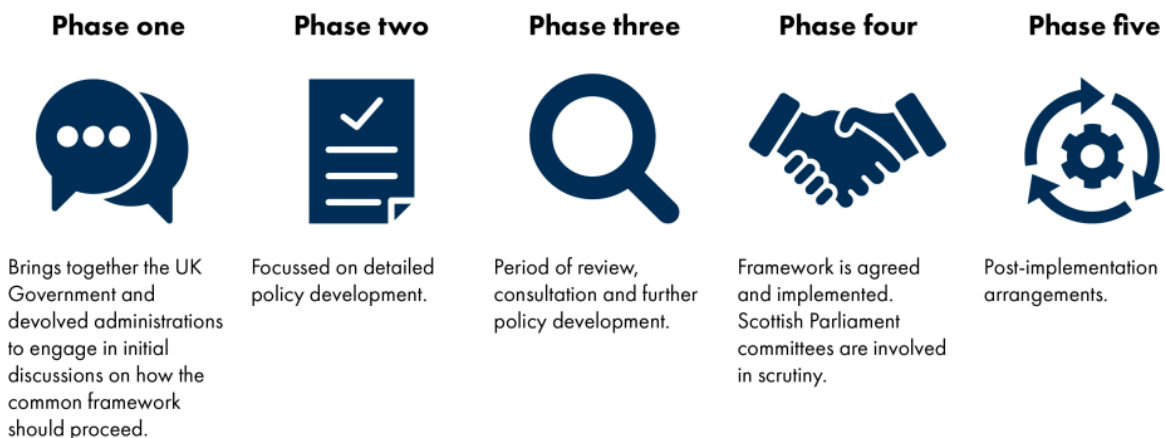 Phase one
Brings together the UK
Government and
devolved administrations
to engage in initial
discussions on how the
common framework
should proceed.
Phase two
Focussed on detailed
policy development.
Phase three
Period of review,
consultation and further
policy development.
Phase four
Framework is agreed
and implemented.
Scottish Parliament
committees are involved
in scrutiny.
Phase five
Post-implementation
arrangements.